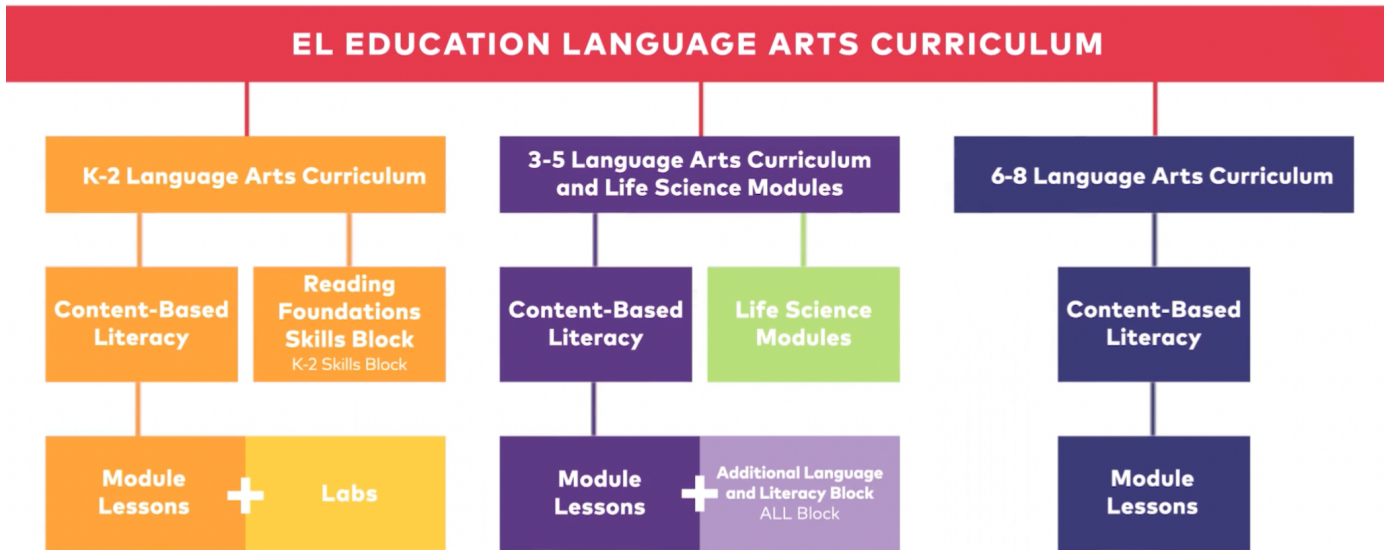 EL EDUCATION LANGUAGE ARTS CURRICULUM
K-2 Language Arts Curriculum
3-5 Language Arts Curriculum
and Life Science Modules
6-8 Language Arts Curriculum
Content-Based
Literacy
Reading
Foundations
Skills Block
K-2 Skills Block
Content-Based
Literacy
Life Science
Modules
Content-Based
Literacy
Module
Lessons
+
Labs
Module
Lessons
+
Additional Language
and Literacy Block
ALL Block
Module
Lessons